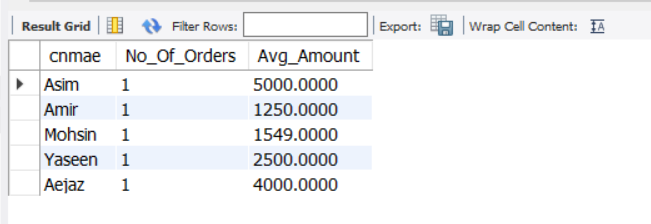 Result Grid Filter Rows: Export: Wrap Cell Content: IA
cnmae No_Of_Orders Avg_Amount
Asim 1 5000.0000
Amir 1 1250.0000
Mohsin 1 1549.0000
Yaseen 1 2500.0000
Aejaz 1 4000.0000